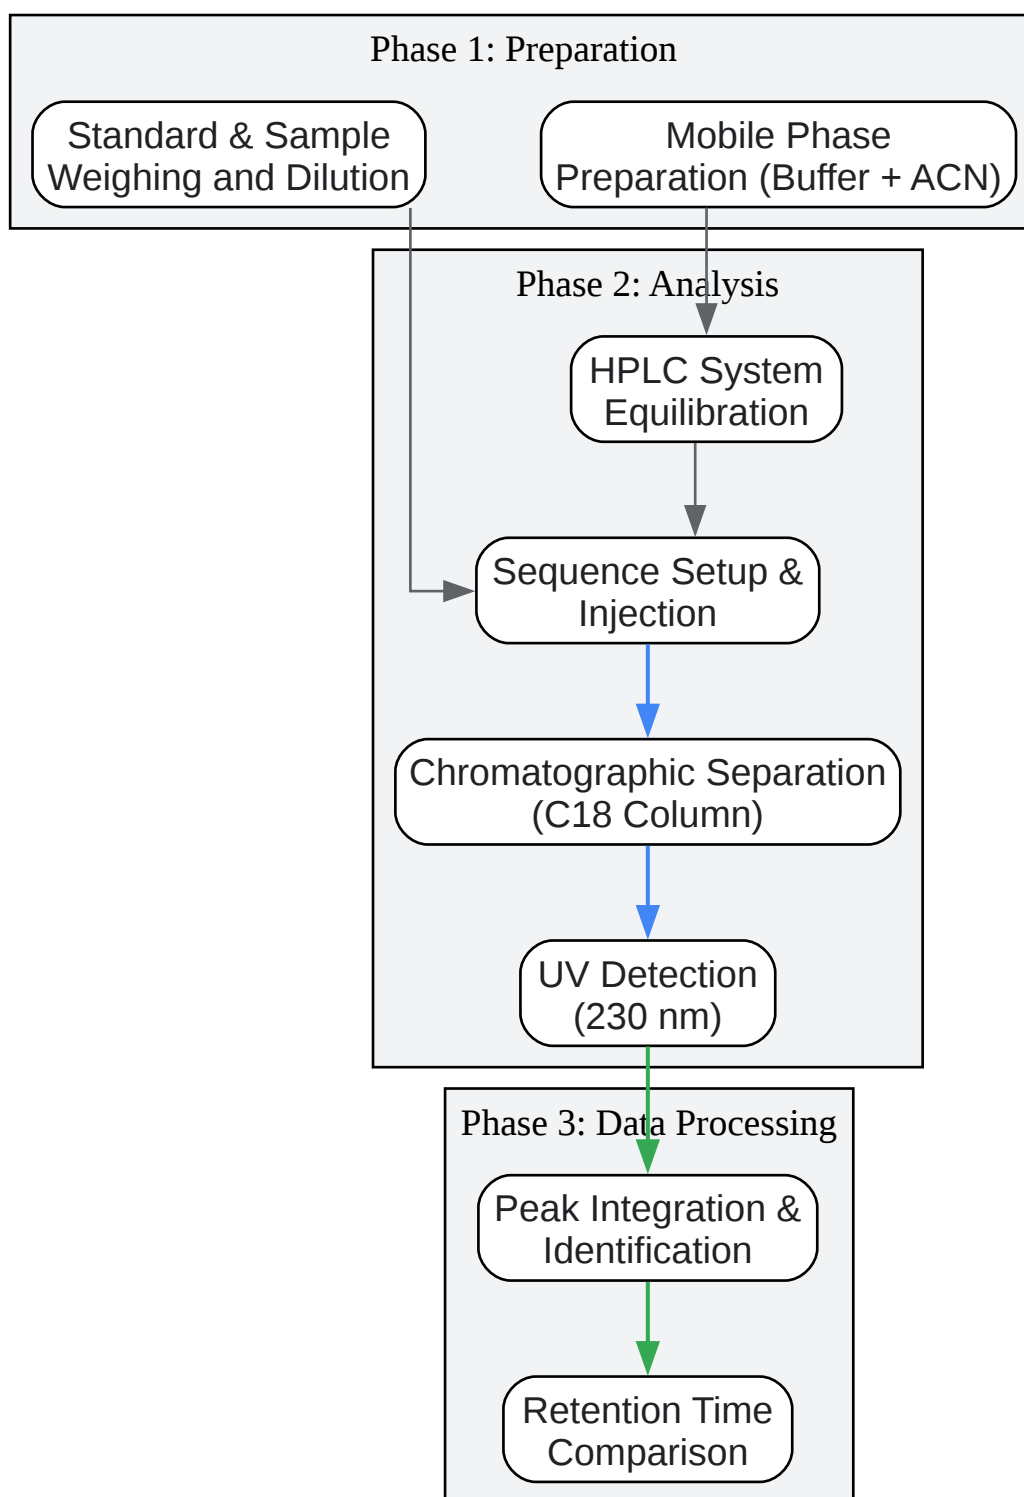 Phase 1: Preparation
Standard & Sample
Weighing and Dilution
Mobile Phase
Preparation (Buffer + ACN)
Phase 2: Analysis
HPLC System
Equilibration
Sequence Setup &
Injection
Chromatographic Separation
(C18 Column)
UV Detection
(230 nm)
Phase 3: Data Processing
Peak Integration &
Identification
Retention Time
Comparison